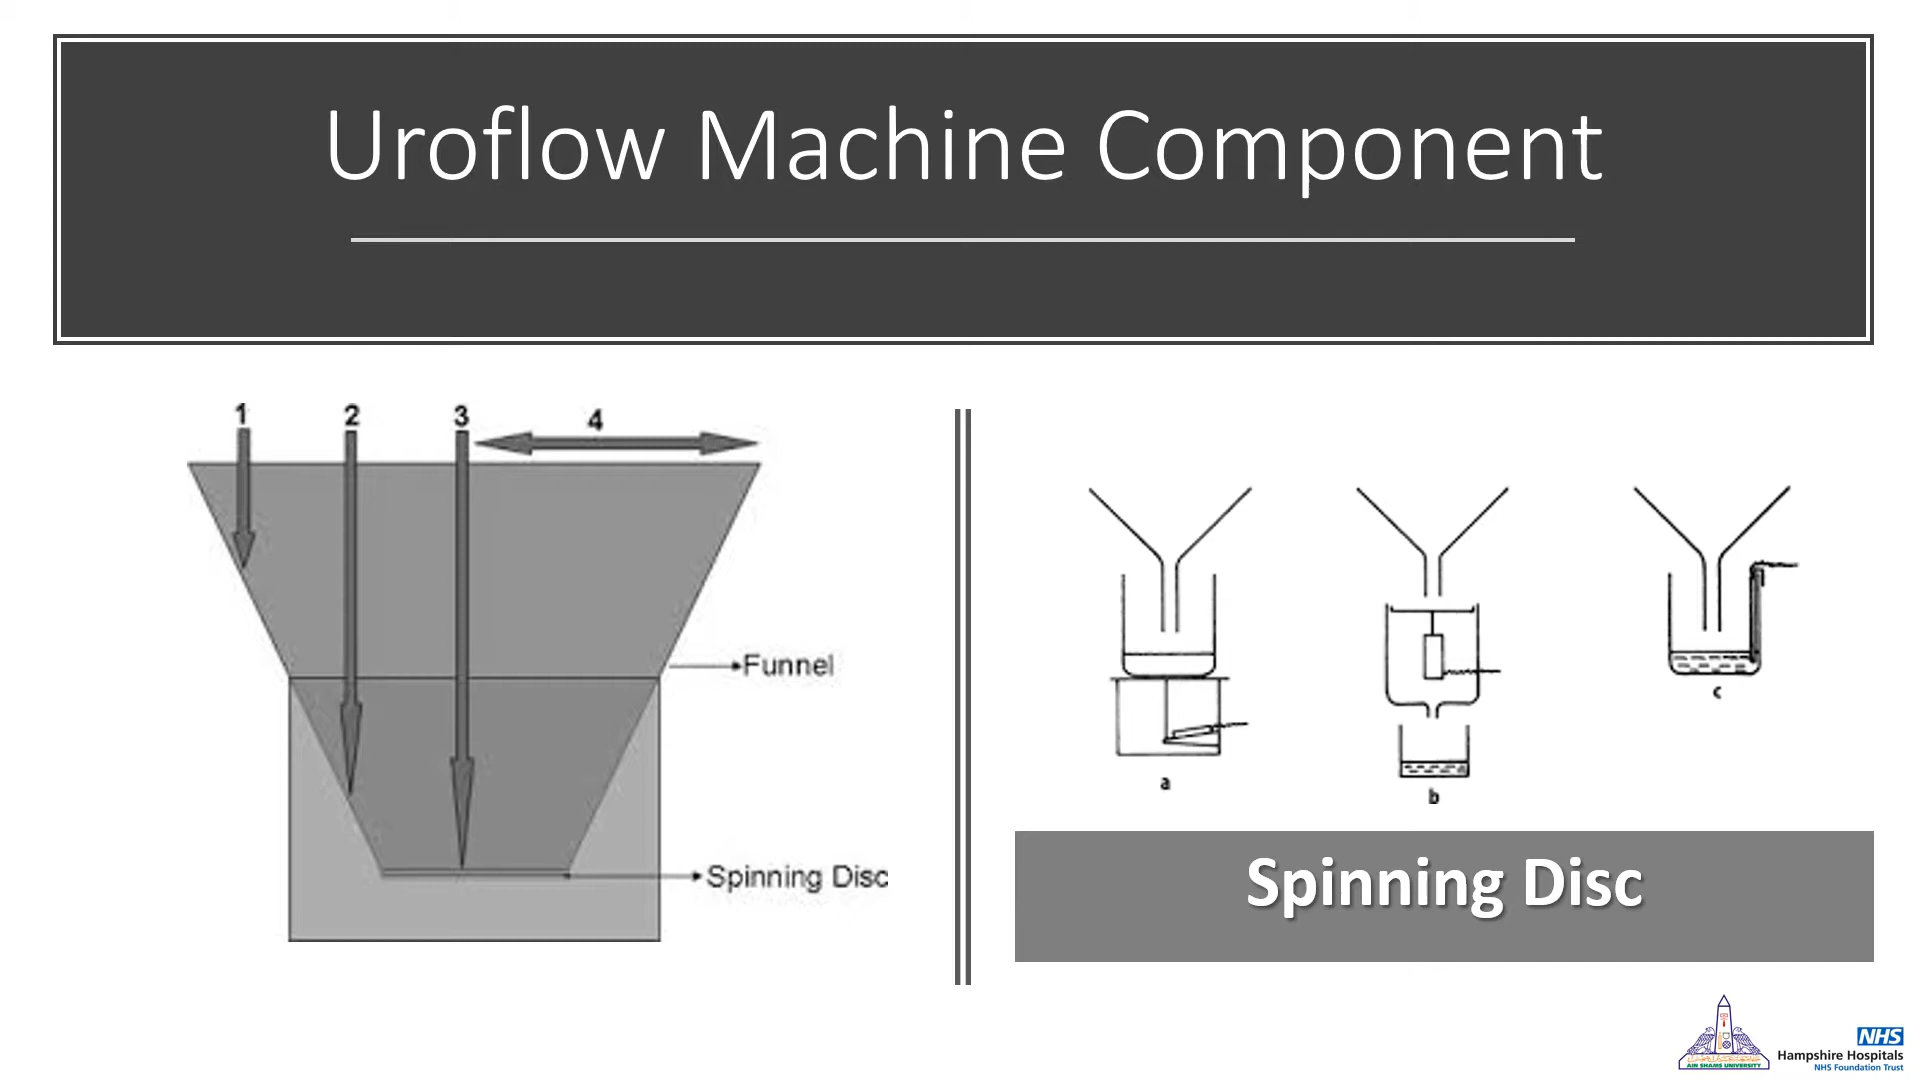 Uroflow Machine Component
1
2
3
4
Funnel
Spinning Disc
a
b
c
Spinning Disc
AIN SHAMS UNIVERSITY
NHS
Hampshire Hospitals
NHS Foundation Trust